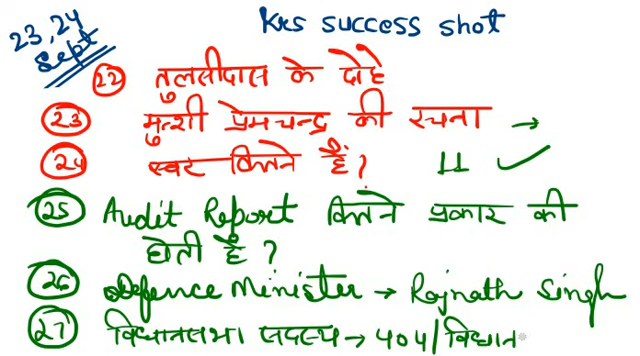 23,24 Sept
Kks success shot
22 तुलसीदास के दोहे
23 मुन्शी प्रेमचन्द्र की रचना →
24 स्वर कितने हैं? 11 ✓
25 Audit Report कितने प्रकार की
होती है?
26 Defence Minister → Rajnath Singh
27 विधानसभा सदस्य → 404/विधान